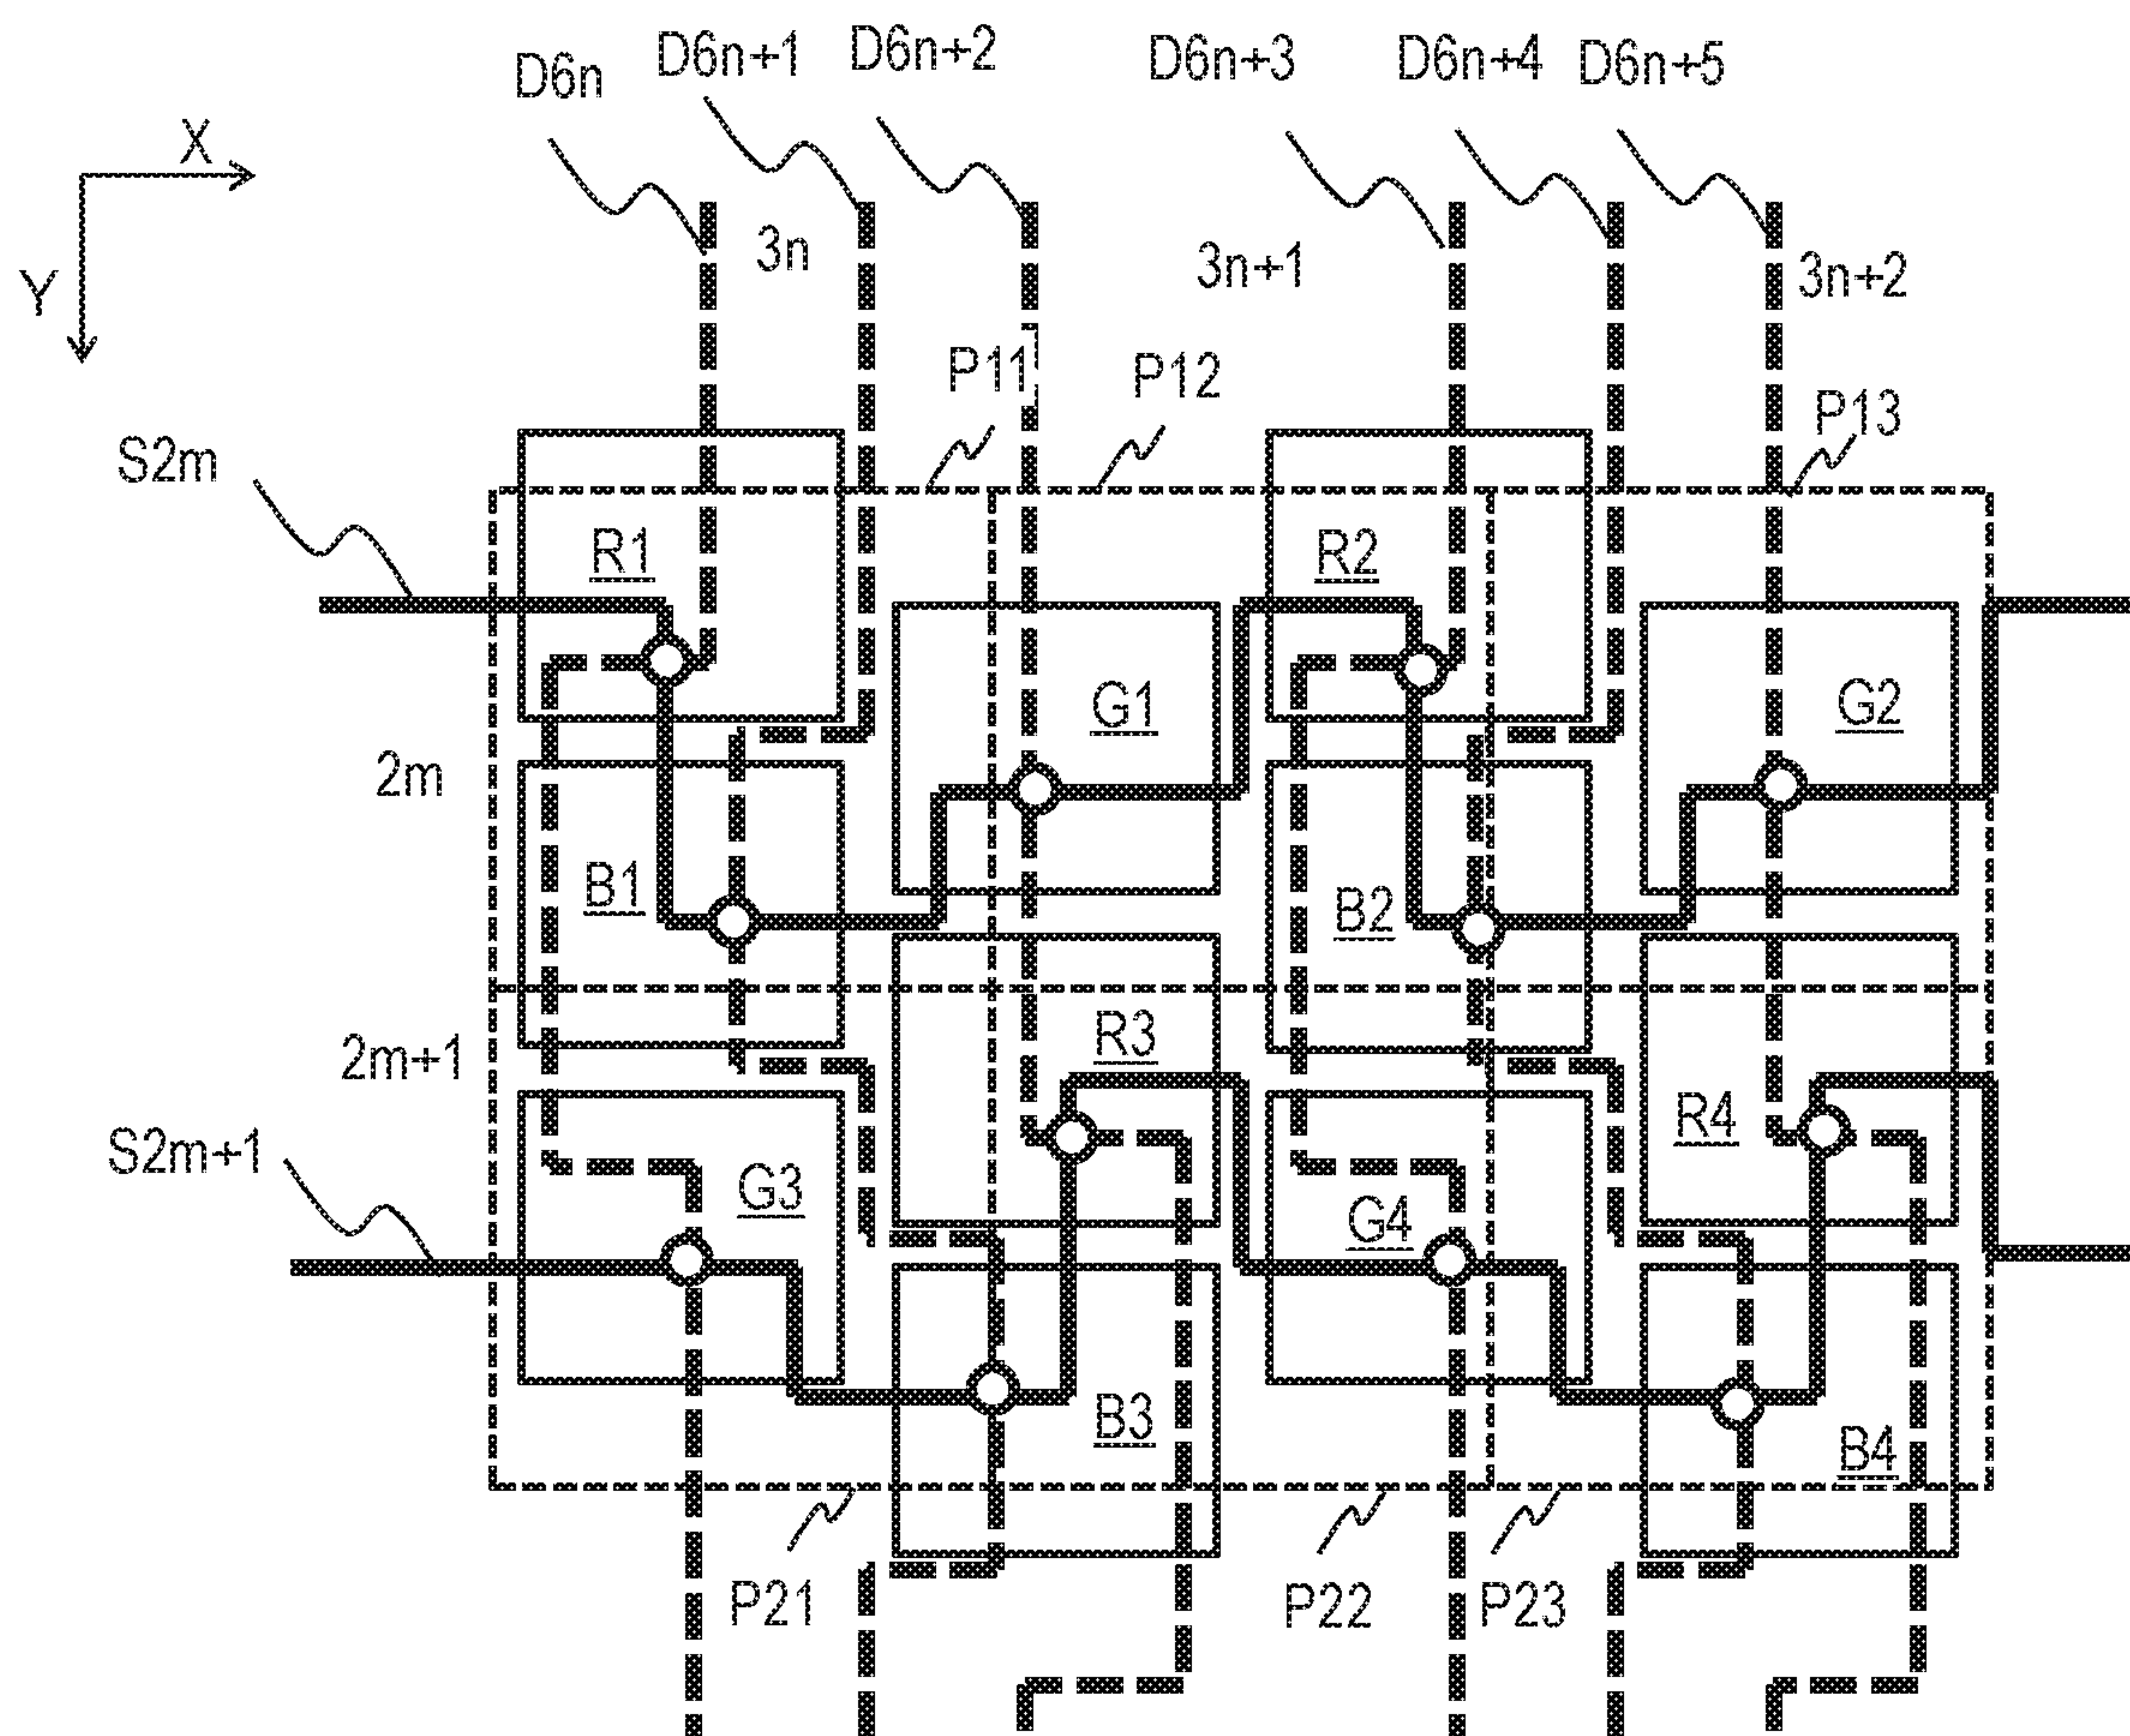 D6n
D6n+1
D6n+2
D6n+3
D6n+4
D6n+5
X
Y
3n
3n+1
3n+2
P11
P12
P13
S2m
R1
R2
G1
G2
2m
B1
B2
R3
R4
2m+1
S2m+1
G3
G4
B3
B4
P21
P22
P23